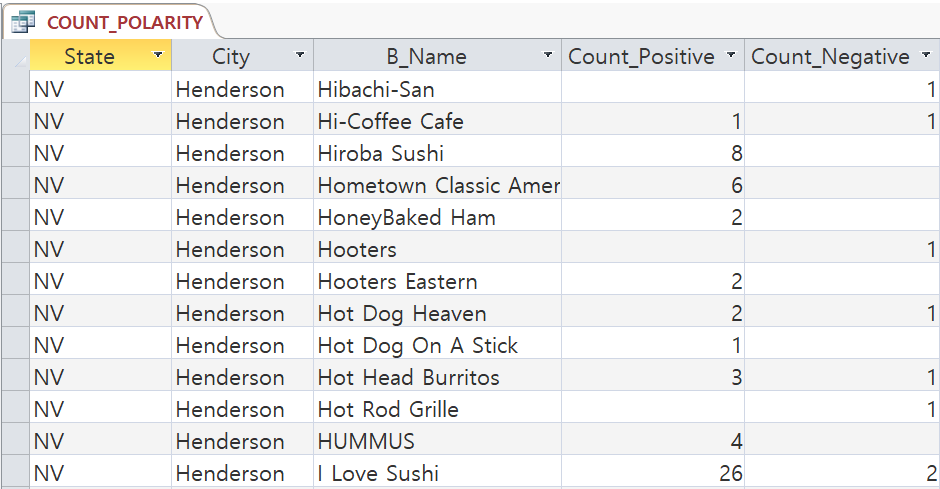 COUNT_POLARITY
State City B_Name Count_Positive Count_Negative
NV Henderson Hibachi-San 1
NV Henderson Hi-Coffee Cafe 1 1
NV Henderson Hiroba Sushi 8
NV Henderson Hometown Classic Amer 6
NV Henderson HoneyBaked Ham 2
NV Henderson Hooters 1
NV Henderson Hooters Eastern 2
NV Henderson Hot Dog Heaven 2 1
NV Henderson Hot Dog On A Stick 1
NV Henderson Hot Head Burritos 3 1
NV Henderson Hot Rod Grille 1
NV Henderson HUMMUS 4
NV Henderson I Love Sushi 26 2